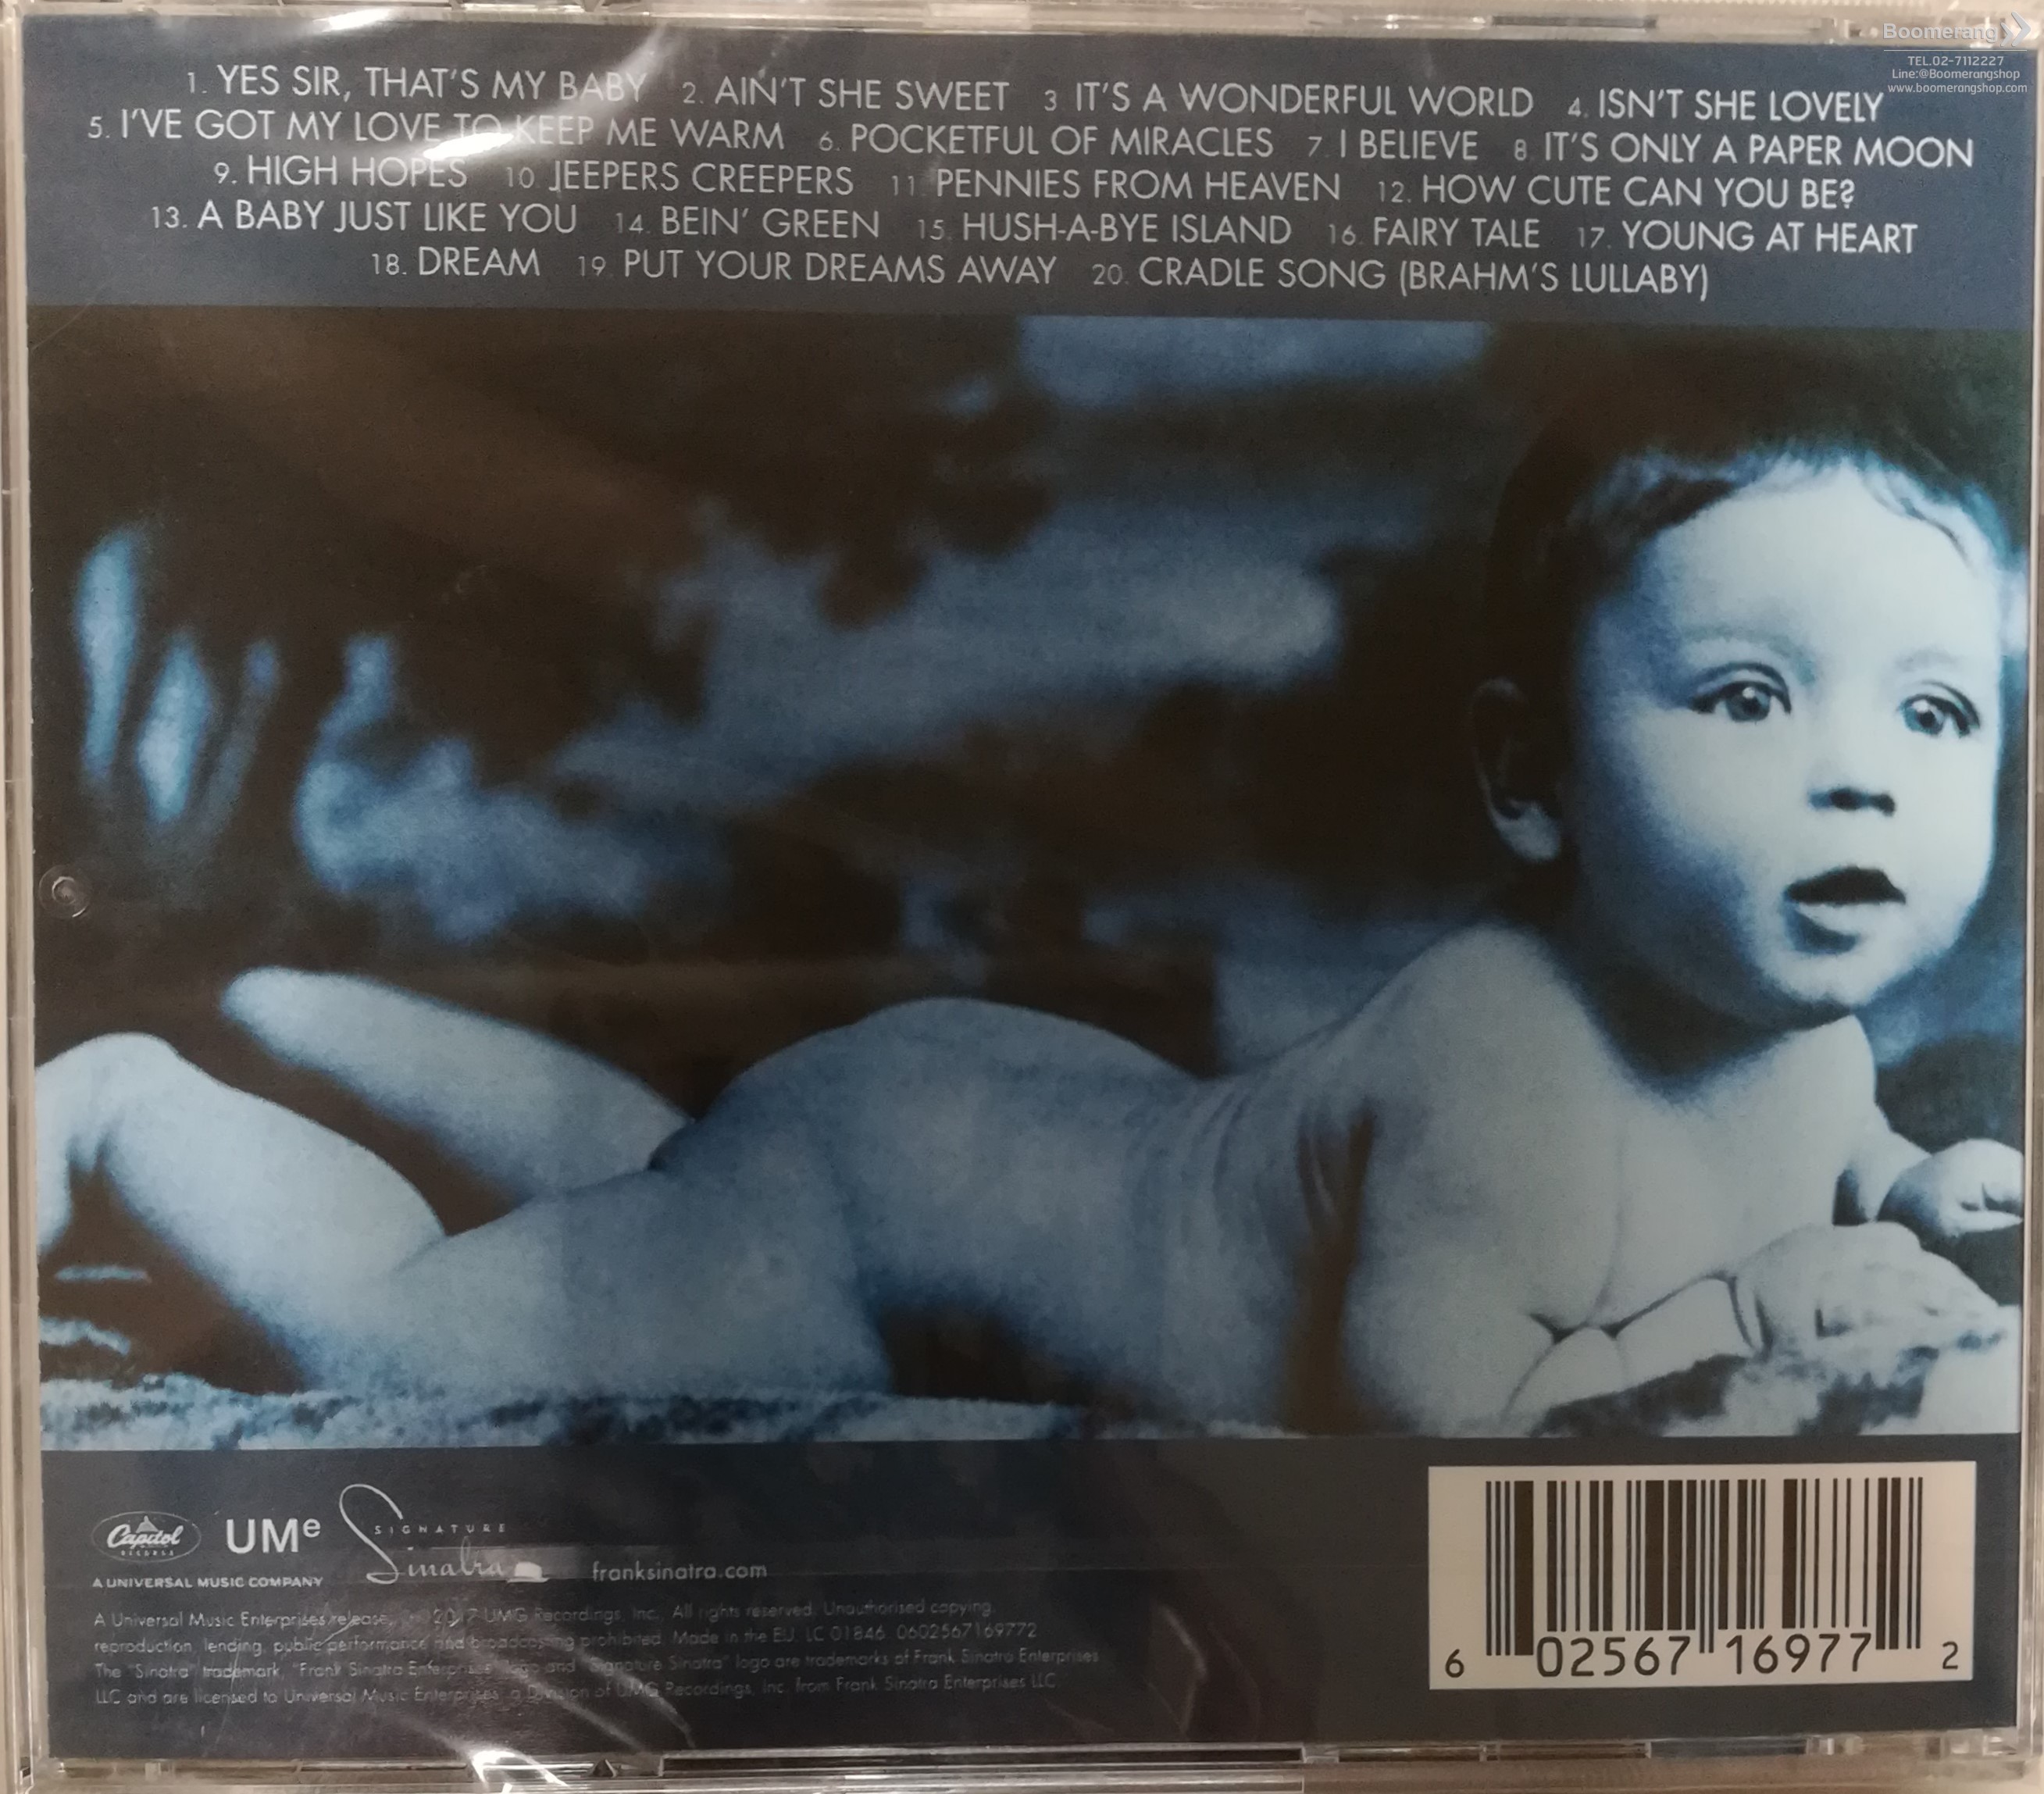 Boomerang
TEL.02-7112227
Line:@Boomerangshop
www.boomerangshop.com
1. YES SIR, THAT'S MY BABY 2. AIN'T SHE SWEET 3 IT'S A WONDERFUL WORLD 4. ISN'T SHE LOVELY
5. I'VE GOT MY LOVE TO KEEP ME WARM 6. POCKETFUL OF MIRACLES 7. I BELIEVE 8. IT'S ONLY A PAPER MOON
9. HIGH HOPES 10. JEEPERS CREEPERS 11. PENNIES FROM HEAVEN 12. HOW CUTE CAN YOU BE?
13. A BABY JUST LIKE YOU 14. BEIN' GREEN 15. HUSH-A-BYE ISLAND 16. FAIRY TALE 17. YOUNG AT HEART
18. DREAM 19. PUT YOUR DREAMS AWAY 20. CRADLE SONG (BRAHM'S LULLABY)
Capitol
RECORDS
UMe
SIGNATURE
Sinatra
franksinatra.com
A UNIVERSAL MUSIC COMPANY
A Universal Music Enterprises release, 2017 UMG Recordings, Inc., All rights reserved. Unauthorised copying,
reproduction, lending, public performance and broadcasting prohibited. Made in the EU. LC 01846. 0602567169772
The "Sinatra" trademark, "Frank Sinatra Enterprises" logo and "Signature Sinatra" logo are trademarks of Frank Sinatra Enterprises
LLC and are licensed to Universal Music Enterprises, a Division of UMG Recordings, Inc. from Frank Sinatra Enterprises LLC.
6 02567 16977 2